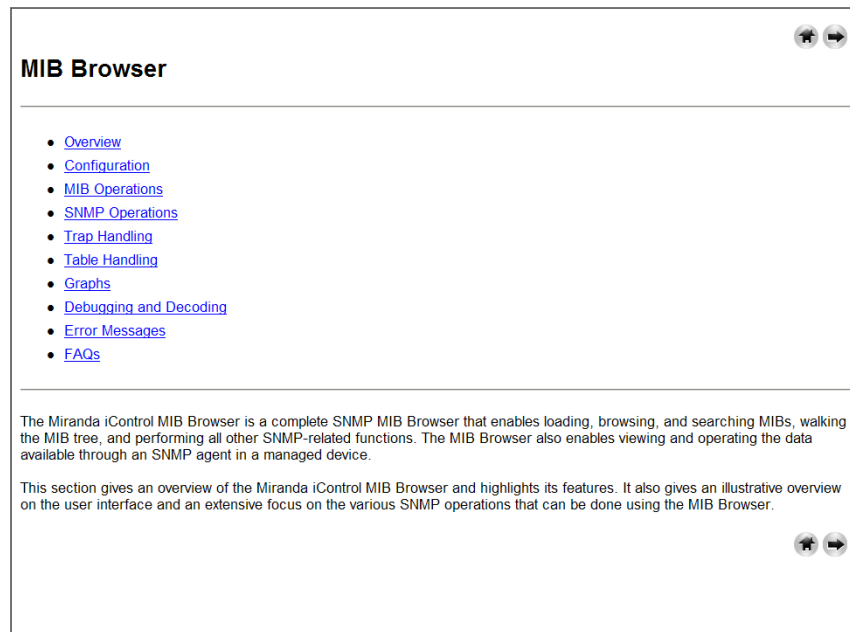 MIB Browser
Overview
Configuration
MIB Operations
SNMP Operations
Trap Handling
Table Handling
Graphs
Debugging and Decoding
Error Messages
FAQs
The Miranda iControl MIB Browser is a complete SNMP MIB Browser that enables loading, browsing, and searching MIBs, walking
the MIB tree, and performing all other SNMP-related functions. The MIB Browser also enables viewing and operating the data
available through an SNMP agent in a managed device.
This section gives an overview of the Miranda iControl MIB Browser and highlights its features. It also gives an illustrative overview
on the user interface and an extensive focus on the various SNMP operations that can be done using the MIB Browser.